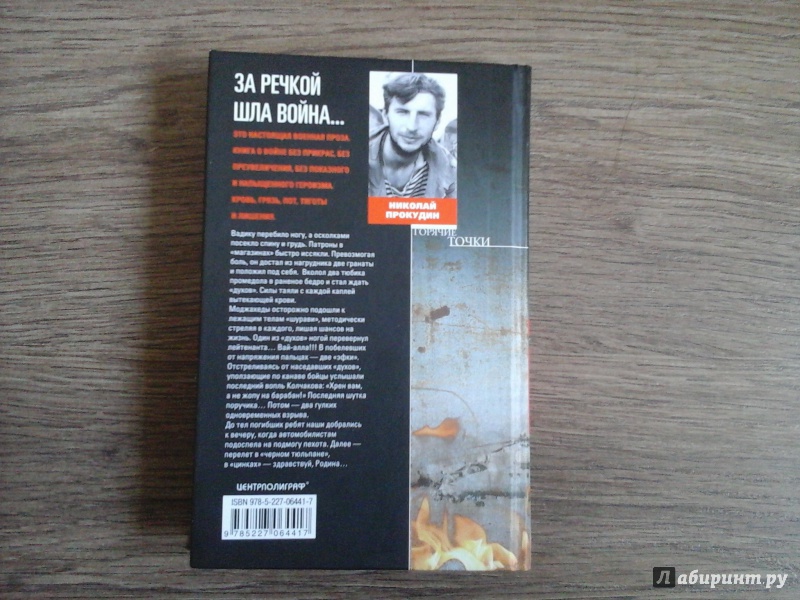 ЗА РЕЧКОЙ
ШЛА ВОЙНА...
ЭТО НАСТОЯЩАЯ ВОЕННАЯ ПРОЗА.
КНИГА О ВОЙНЕ БЕЗ ПРИКРАС, БЕЗ
ПРЕУВЕЛИЧЕНИЯ, БЕЗ ПОКАЗНОГО
И НАПЫЩЕННОГО ГЕРОИЗМА.
КРОВЬ, ГРЯЗЬ, ПОТ, ТЯГОТЫ
И ЛИШЕНИЯ.
НИКОЛАЙ
ПРОКУДИН
ГОРЯЧИЕ
ТОЧКИ
Вадику перебило ногу, а осколками
посекло спину и грудь. Патроны в
«магазинах» быстро иссякли. Превозмогая
боль, он достал из нагрудника две гранаты
и положил под себя. Вколол два тюбика
промедола в раненое бедро и стал ждать
«духов». Силы таяли с каждой каплей
вытекающей крови.
Моджахеды осторожно подошли к
лежащим телам «шурави», методически
стреляя в каждого, лишая шансов на
жизнь. Один из «духов» ногой перевернул
лейтенанта... Вай-алла!!! В побелевших
от напряжения пальцах — две «эфки».
Отстреливаясь от наседавших «духов»,
уползающие по канаве бойцы услышали
последний вопль Колчакова: «Хрен вам,
а не жопу на барабан!» Последняя шутка
поручика... Потом — два гулких
одновременных взрыва.
До тел погибших ребят наши добрались
к вечеру, когда автомобилистам
подоспела на подмогу пехота. Далее —
перелет в «черном тюльпане»,
в «цинках» — здравствуй, Родина...
ЦЕНТРПОЛИГРАФ®
ISBN 978-5-227-06441-7
9 785227 064417
Лабиринт.ру